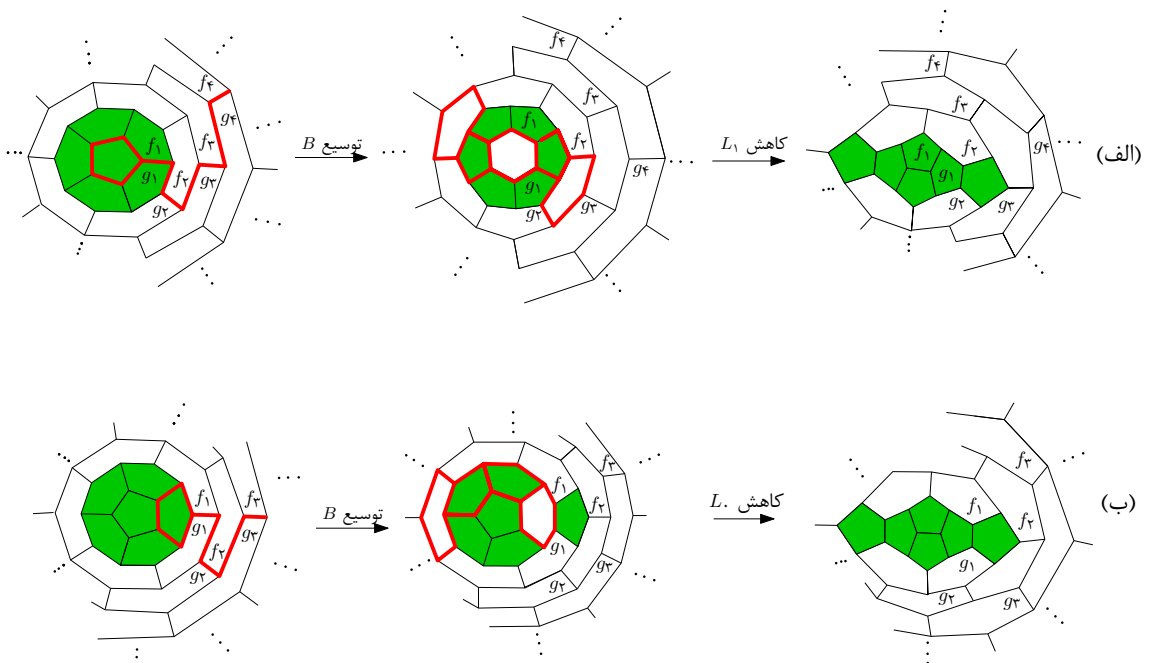 f۴
f۱ f۳ g۴
g۱ f۲ g۳
g۲
توسیع B
f۴
f۳
f۱ f۲
g۱ g۴
g۲ g۳
کاهش L۱
f۴
f۳
f۱ f۲ g۴
g۱
g۲ g۳
(الف)
f۱ f۳
g۱ g۳
f۲
g۲
توسیع B
f۳
f۱ f۲
g۱
g۲ g۳
کاهش L۰
f۳
f۱ f۲
g۱
g۲ g۳
(ب)